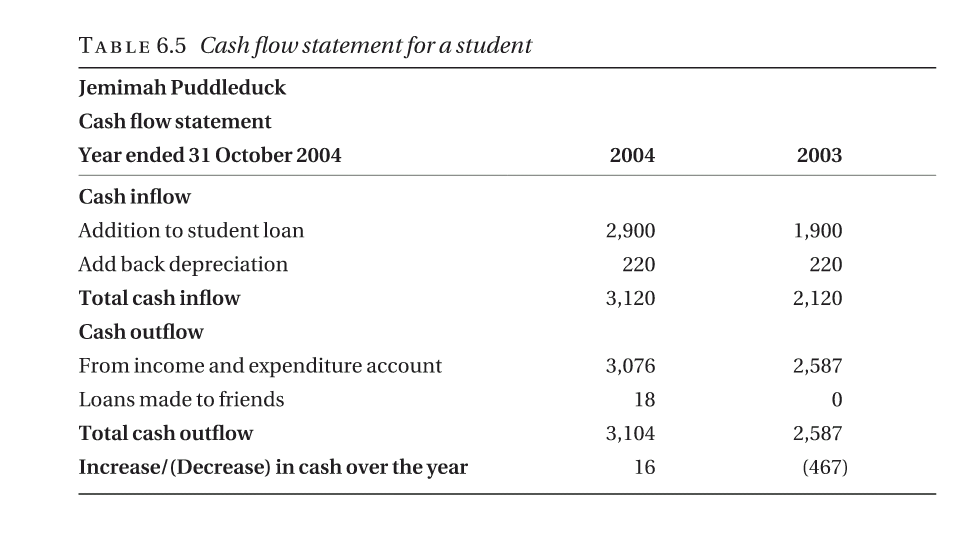 TABLE 6.5 Cash flow statement for a student
Jemimah Puddleduck
Cash flow statement
Year ended 31 October 2004 2004 2003
Cash inflow
Addition to student loan 2,900 1,900
Add back depreciation 220 220
Total cash inflow 3,120 2,120
Cash outflow
From income and expenditure account 3,076 2,587
Loans made to friends 18 0
Total cash outflow 3,104 2,587
Increase/(Decrease) in cash over the year 16 (467)